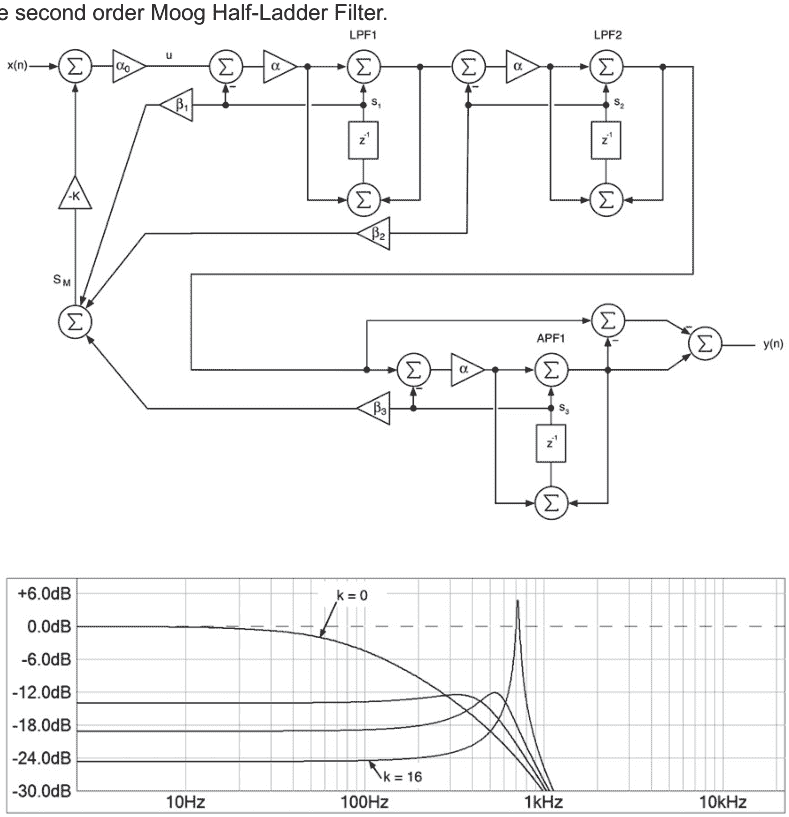 e second order Moog Half-Ladder Filter.
LPF1
LPF2
x(n) Σ α₀ u Σ α Σ Σ α Σ
β₁ s₁ s₂
z⁻¹ z⁻¹
-K Σ Σ
β₂
S_M
Σ Σ
APF1 Σ y(n)
Σ α Σ
β₃ s₃
z⁻¹
Σ
+6.0dB
k = 0
0.0dB
-6.0dB
-12.0dB
-18.0dB
-24.0dB
k = 16
-30.0dB
10Hz 100Hz 1kHz 10kHz